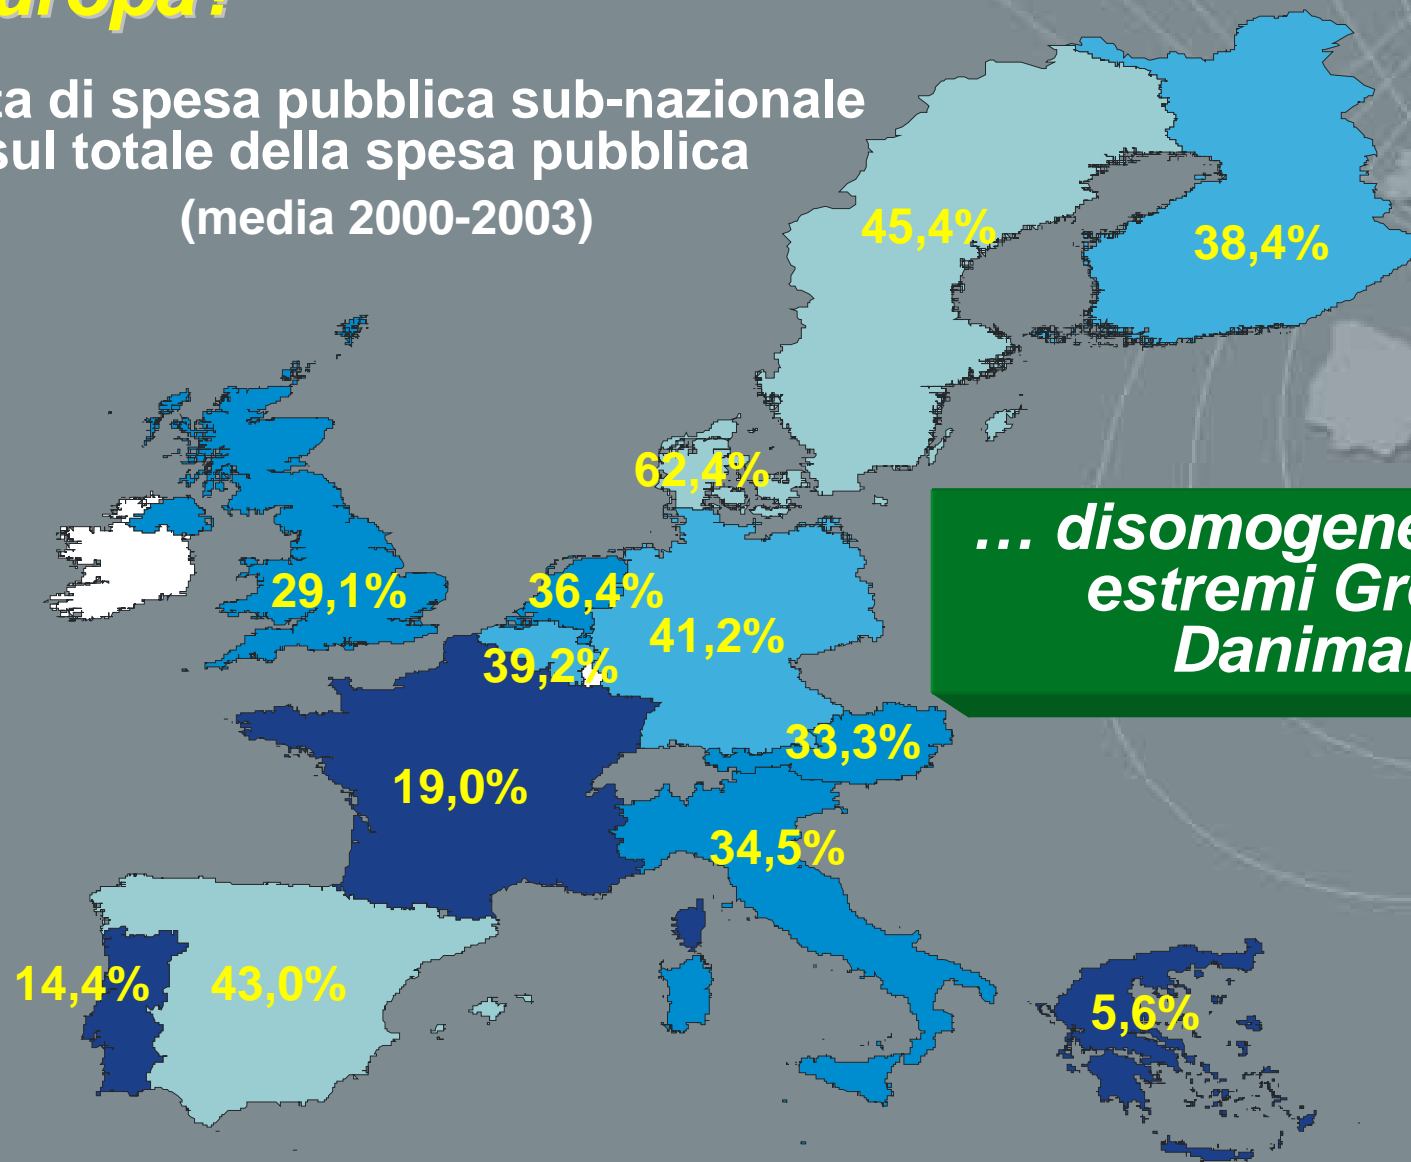 uropa?
ta di spesa pubblica sub-nazionale
sul totale della spesa pubblica
(media 2000-2003)
45,4%
38,4%
62,4%
… disomogene
estremi Gre
Danimar
29,1%
36,4%
41,2%
39,2%
33,3%
19,0%
34,5%
14,4%
43,0%
5,6%